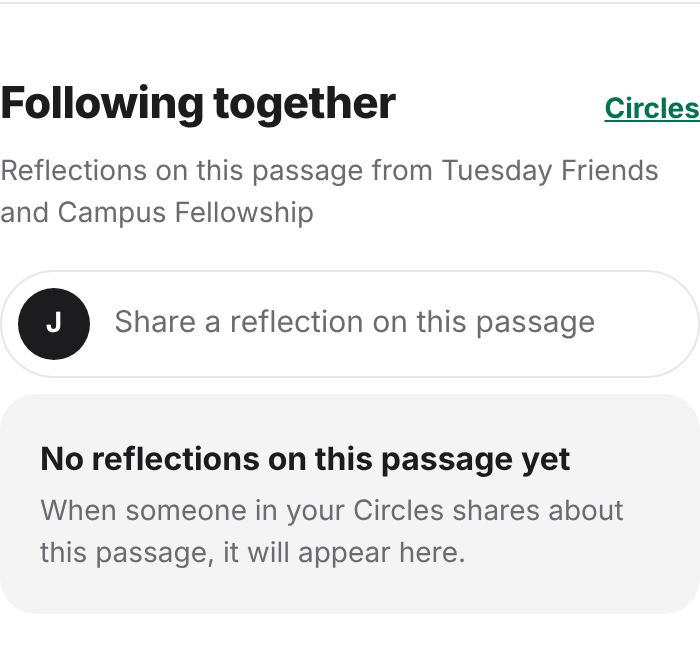 Following together
Circles
Reflections on this passage from Tuesday Friends
and Campus Fellowship
J
Share a reflection on this passage
No reflections on this passage yet
When someone in your Circles shares about
this passage, it will appear here.